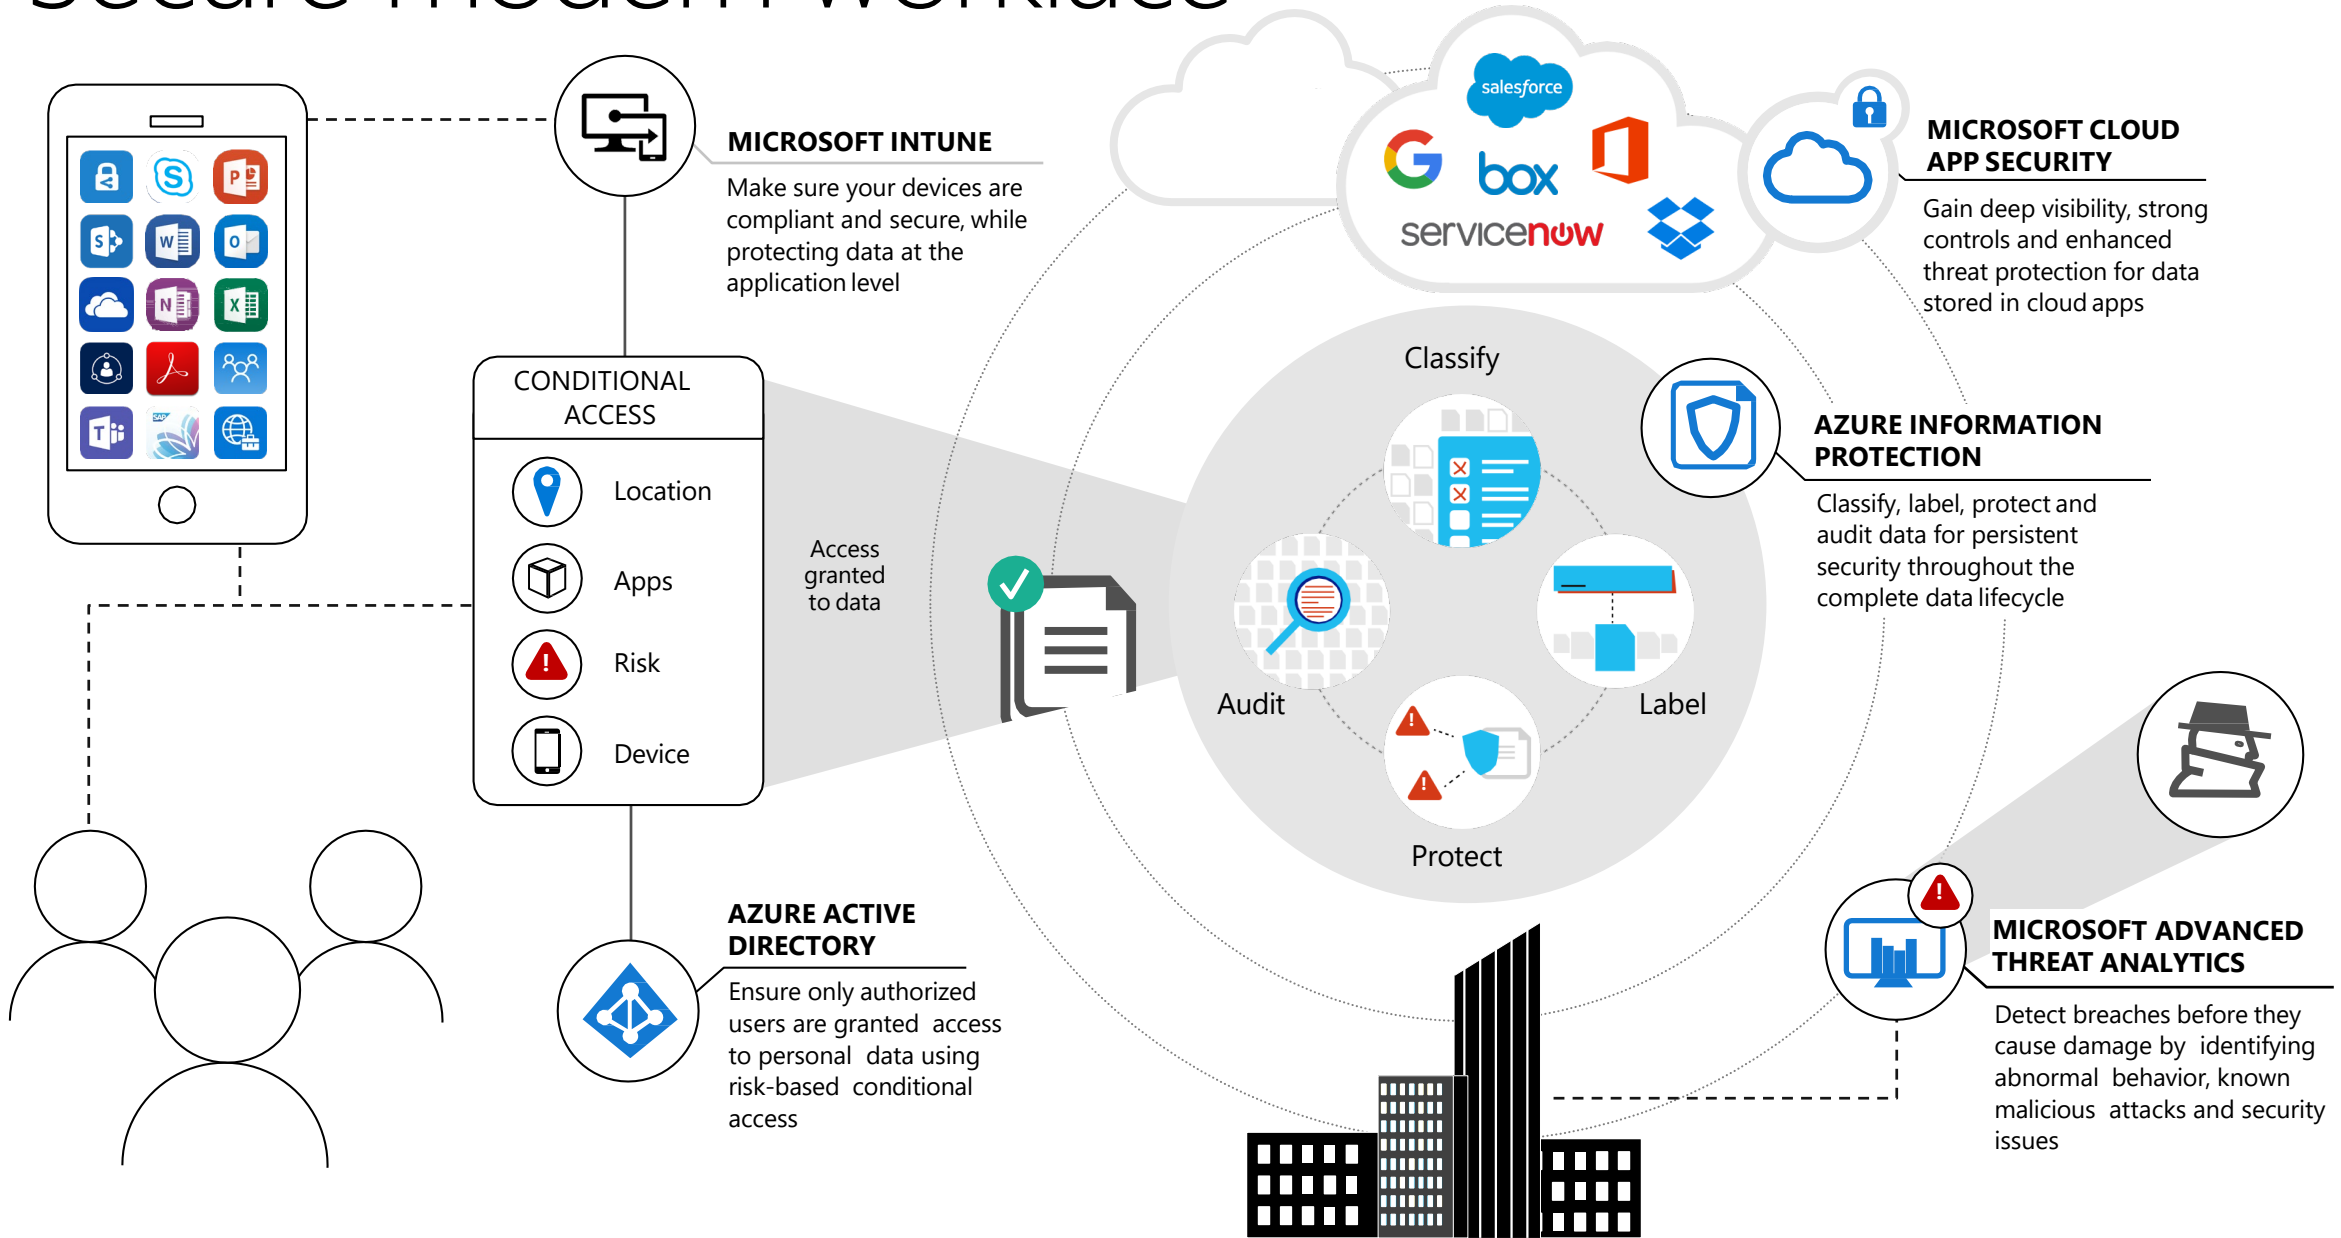 Secure modern workplace
MICROSOFT INTUNE
Make sure your devices are
compliant and secure, while
protecting data at the
application level
CONDITIONAL
ACCESS
Location
Apps
Risk
Device
Access
granted
to data
AZURE ACTIVE
DIRECTORY
Ensure only authorized
users are granted access
to personal data using
risk-based conditional
access
salesforce
G
box
servicenow
MICROSOFT CLOUD
APP SECURITY
Gain deep visibility, strong
controls and enhanced
threat protection for data
stored in cloud apps
Classify
Audit
Label
Protect
AZURE INFORMATION
PROTECTION
Classify, label, protect and
audit data for persistent
security throughout the
complete data lifecycle
MICROSOFT ADVANCED
THREAT ANALYTICS
Detect breaches before they
cause damage by identifying
abnormal behavior, known
malicious attacks and security
issues
S
P
S
W
O
N
X
T
SAP